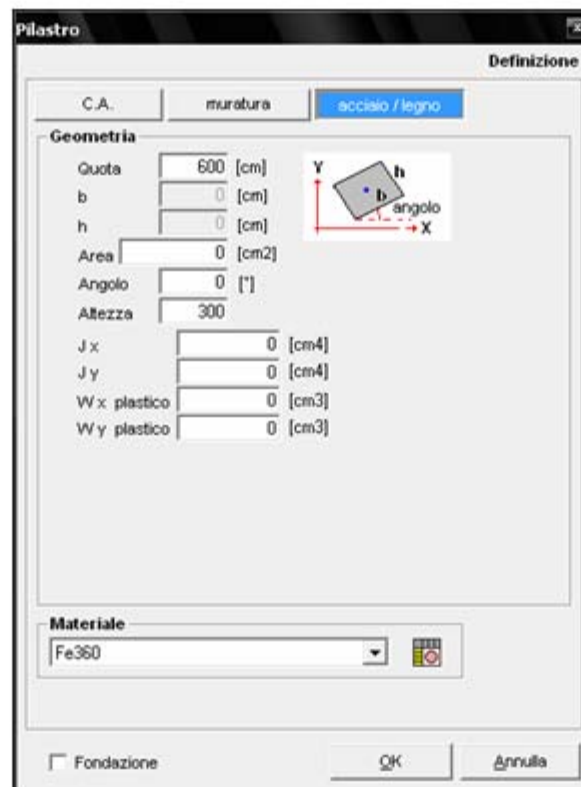 Pilastro
Definizione
C.A. muratura acciaio / legno
Geometria
Quota 600 [cm]
b 0 [cm]
h 0 [cm]
Area 0 [cm2]
Angolo 0 [°]
Altezza 300
J x 0 [cm4]
J y 0 [cm4]
W x plastico 0 [cm3]
W y plastico 0 [cm3]
Y h
b
angolo
X
Materiale
Fe360
Fondazione OK Annulla